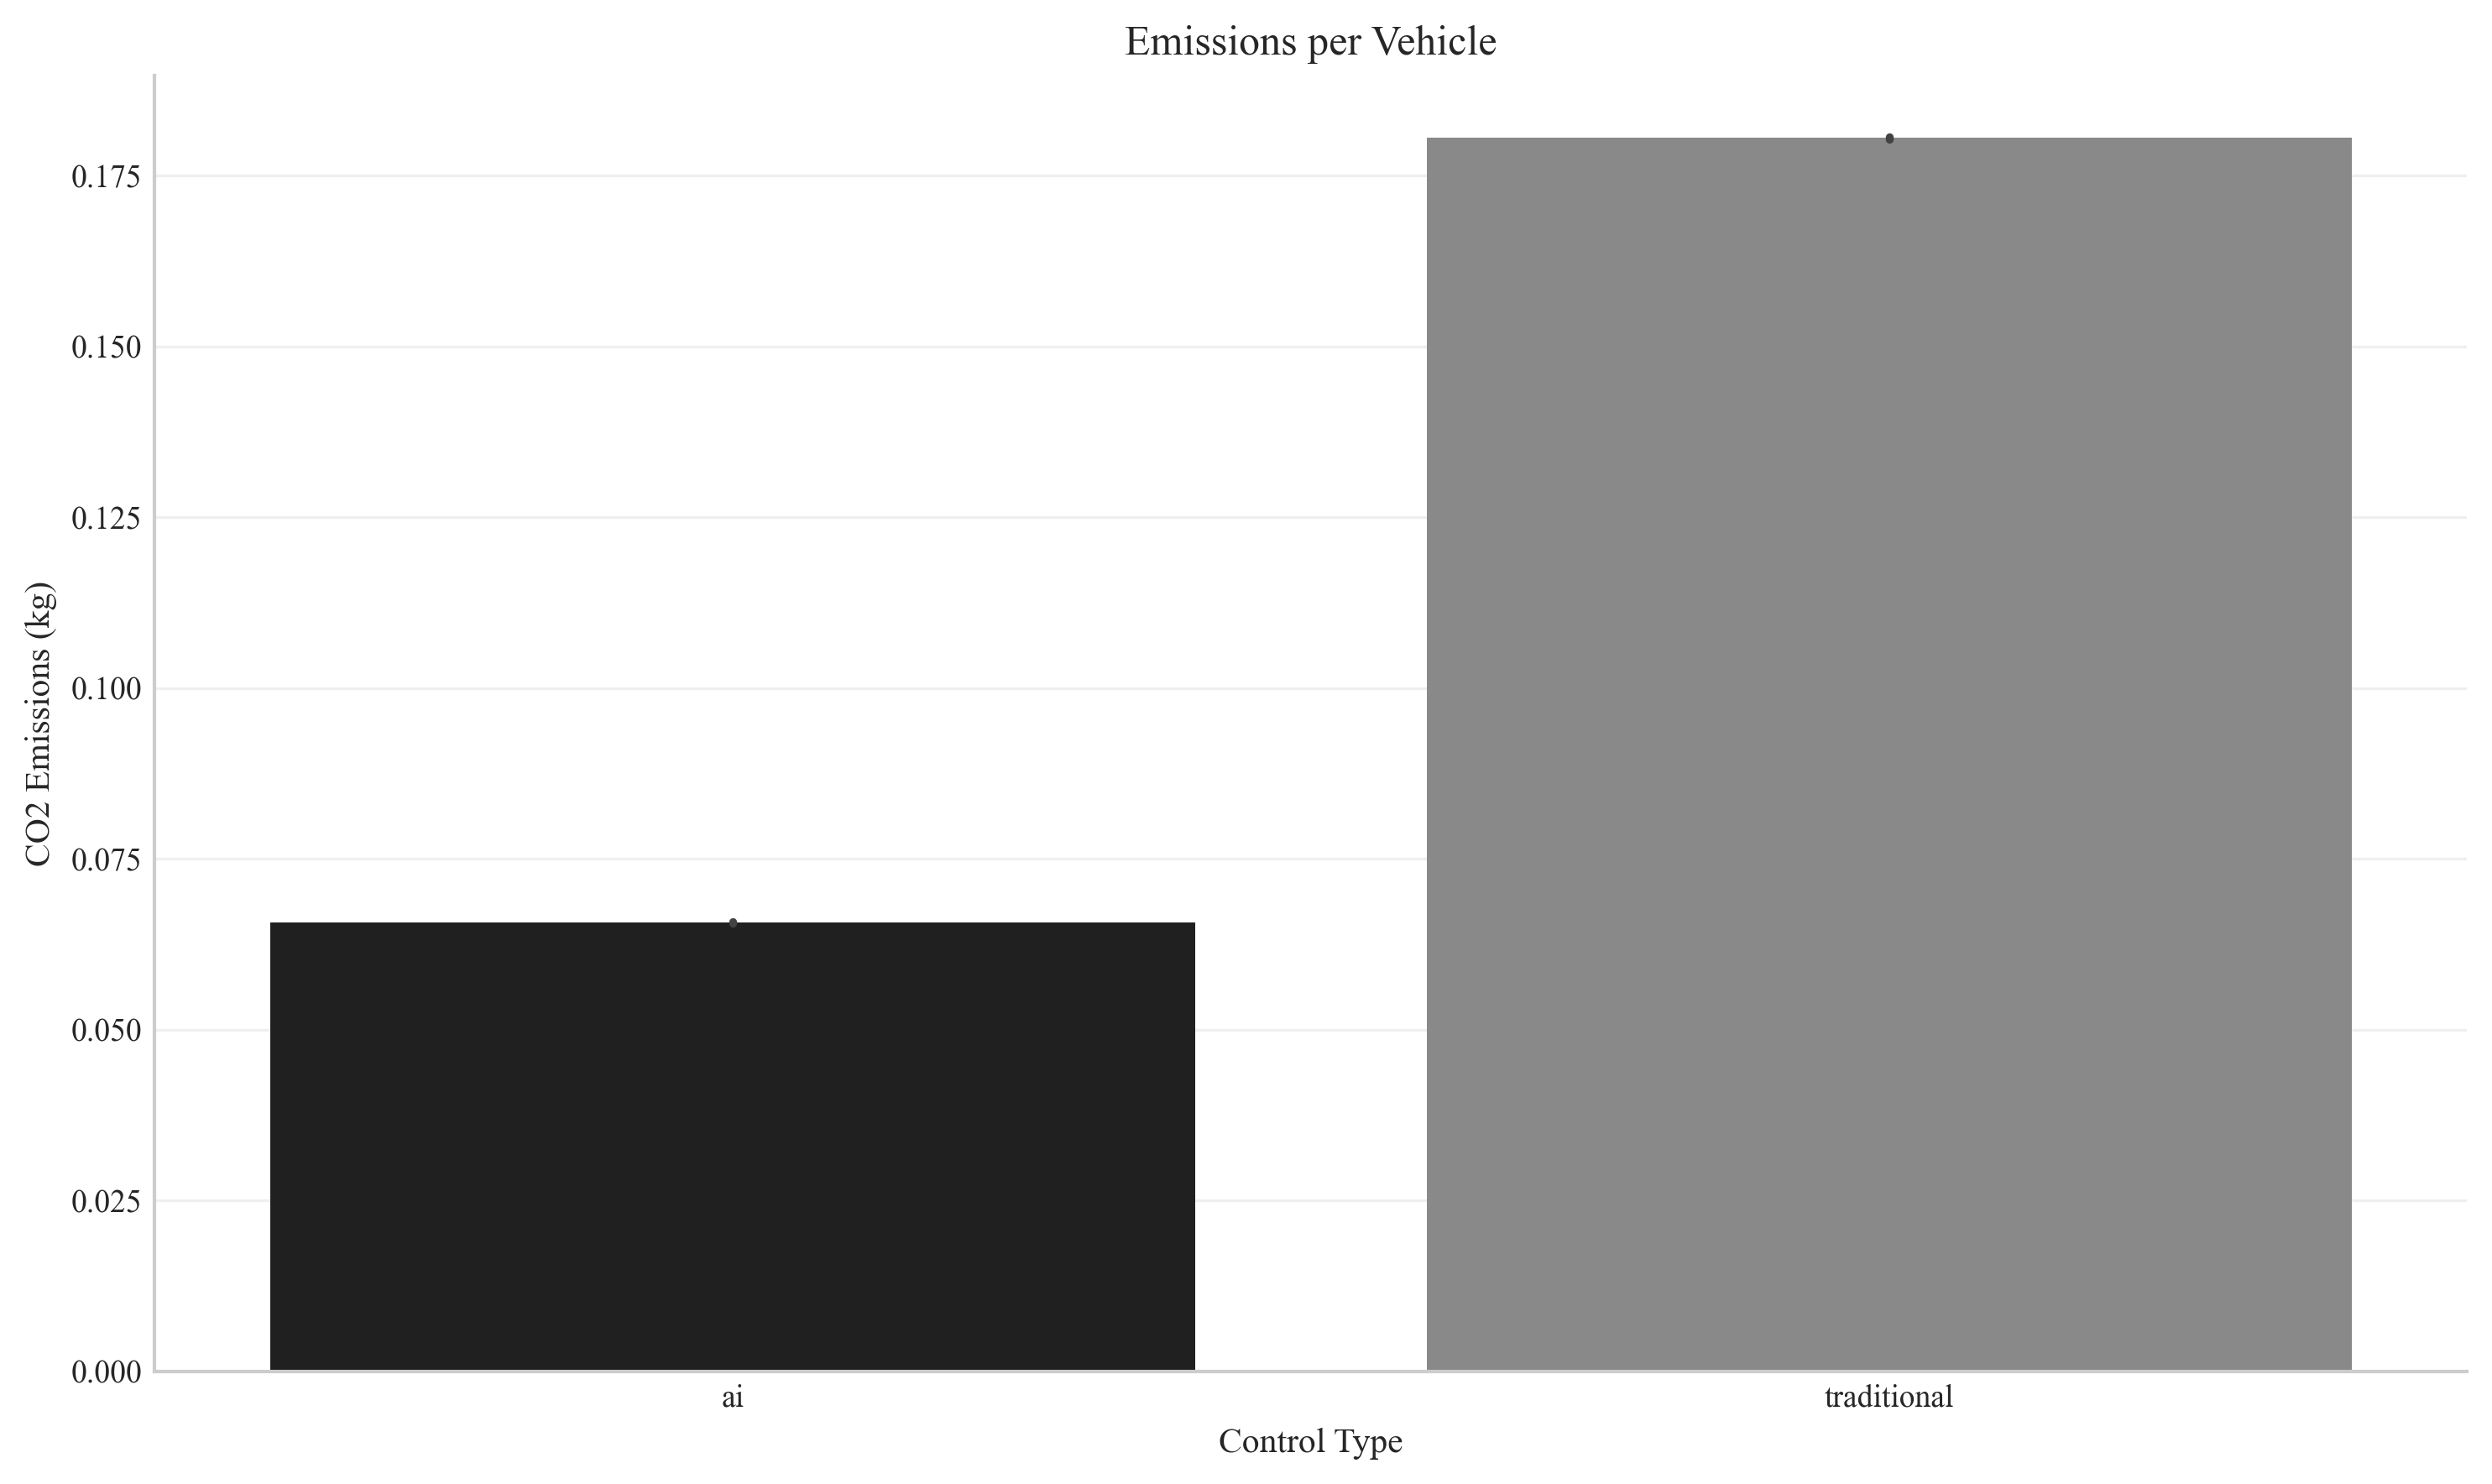 Emissions per Vehicle
CO2 Emissions (kg)
0.175
0.150
0.125
0.100
0.075
0.050
0.025
0.000
ai
traditional
Control Type